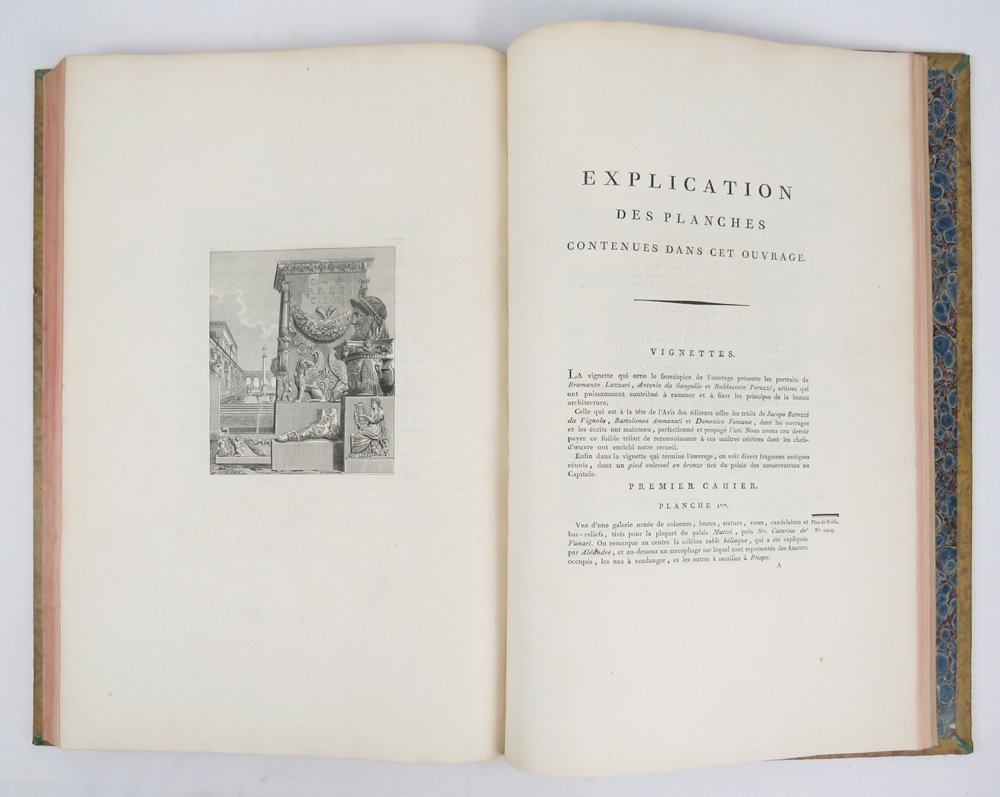 EXPLICATION
DES PLANCHES
CONTENUES DANS CET OUVRAGE.
VIGNETTES.
LA vignette qui orne le frontispice de l'ouvrage présente les portraits de
Bramante Lazzari, Antonio da Sangallo et Baldassare Peruzzi, artistes qui
ont puissamment contribué à ramener et à fixer les principes de la bonne
architecture.
Celle qui est à la tête de l'Avis des éditeurs offre les traits de Jacopo Barozzi
da Vignola, Bartolomeo Ammanati et Domenico Fontana, dont les ouvrages
et les écrits ont maintenu, perfectionné et propagé l'art. Nous avons cru devoir
payer ce foible tribut de reconnoissance à ces maîtres célèbres dont les chefs-
d'œuvre ont enrichi notre recueil.
Enfin dans la vignette qui termine l'ouvrage, on voit divers fragmens antiques
réunis, dont un pied colossal en bronze tiré du palais des conservateurs au
Capitole.
PREMIER CAHIER.
PLANCHE 1ère.
Vue d'une galerie ornée de colonnes, bustes, statues, vases, candelabres et
bas-reliefs, tirés pour la plupart du palais Mattei, près Sta. Catarina de'
Funari. On remarque au centre la célèbre table héliaque, qui a été expliquée
par Aléandre, et au-dessous un sarcophage sur lequel sont représentés des Amours
occupés, les uns à vendanger, et les autres à sacrifier à Priape.
Plan de Nolli,
N° 1004.
A